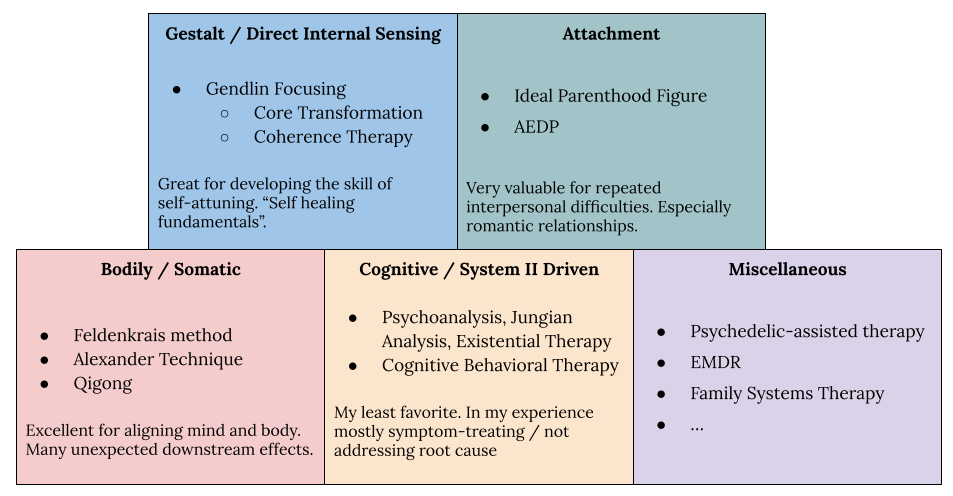 Gestalt / Direct Internal Sensing
● Gendlin Focusing
○ Core Transformation
○ Coherence Therapy
Great for developing the skill of
self-attuning. “Self healing
fundamentals”.
Attachment
● Ideal Parenthood Figure
● AEDP
Very valuable for repeated
interpersonal difficulties. Especially
romantic relationships.
Bodily / Somatic
● Feldenkrais method
● Alexander Technique
● Qigong
Excellent for aligning mind and body.
Many unexpected downstream effects.
Cognitive / System II Driven
● Psychoanalysis, Jungian
Analysis, Existential Therapy
● Cognitive Behavioral Therapy
My least favorite. In my experience
mostly symptom-treating / not
addressing root cause
Miscellaneous
● Psychedelic-assisted therapy
● EMDR
● Family Systems Therapy
● ...